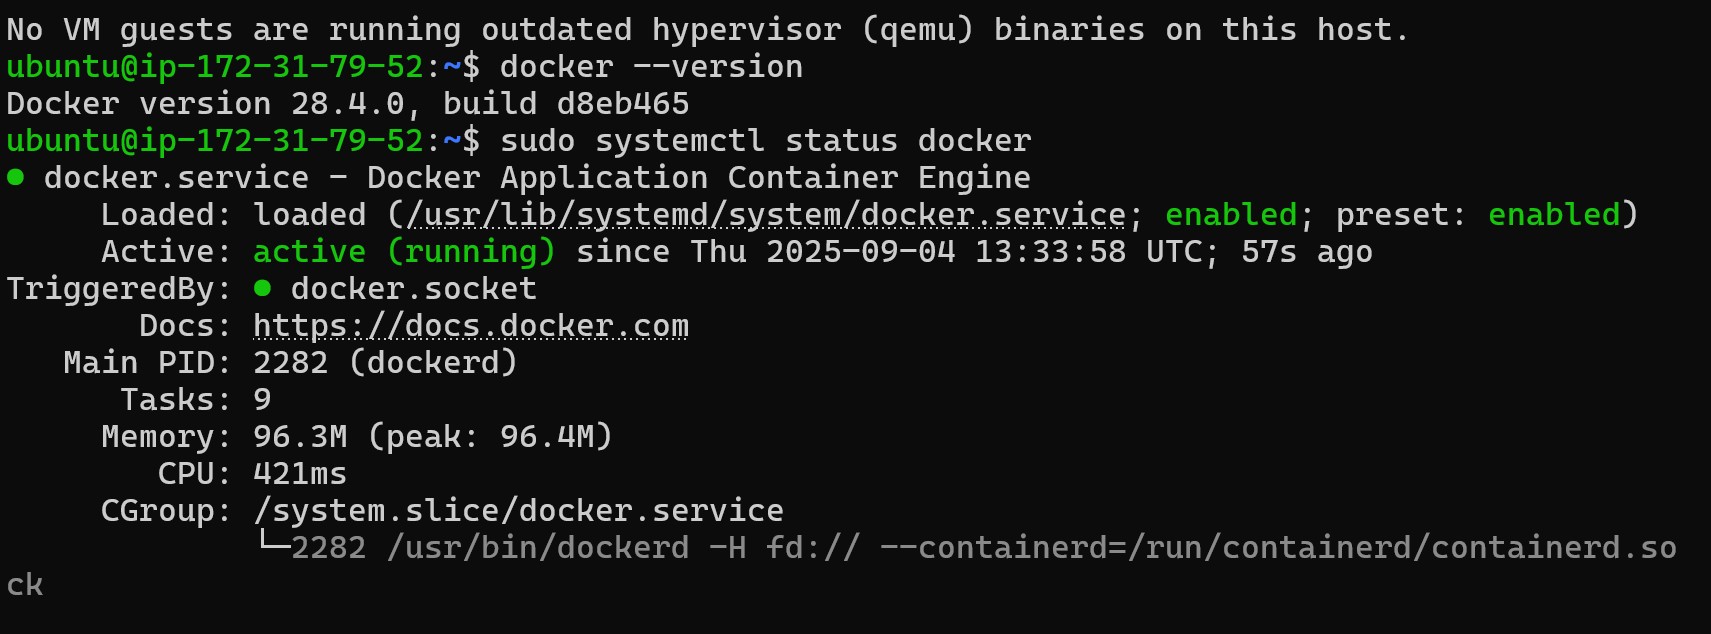 No VM guests are running outdated hypervisor (qemu) binaries on this host.
ubuntu@ip-172-31-79-52:~$ docker --version
Docker version 28.4.0, build d8eb465
ubuntu@ip-172-31-79-52:~$ sudo systemctl status docker
● docker.service - Docker Application Container Engine
     Loaded: loaded (/usr/lib/systemd/system/docker.service; enabled; preset: enabled)
     Active: active (running) since Thu 2025-09-04 13:33:58 UTC; 57s ago
TriggeredBy: ● docker.socket
       Docs: https://docs.docker.com
   Main PID: 2282 (dockerd)
      Tasks: 9
     Memory: 96.3M (peak: 96.4M)
        CPU: 421ms
     CGroup: /system.slice/docker.service
             └─2282 /usr/bin/dockerd -H fd:// --containerd=/run/containerd/containerd.so
ck